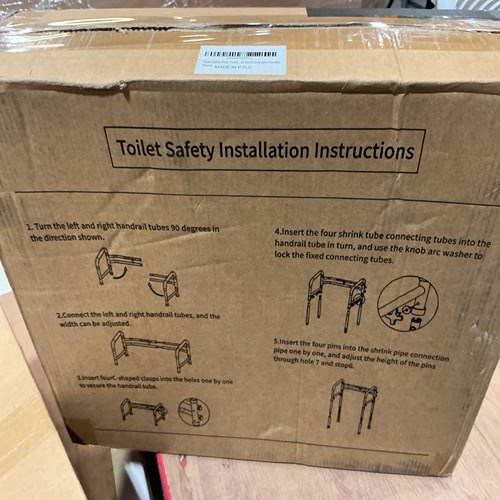 MADE IN P.R.C
Toilet Safety Installation Instructions
1. Turn the left and right handrail tubes 90 degrees in
the direction shown.
2.Connect the left and right handrail tubes, and the
width can be adjusted.
3.Insert fourC-shaped clasps into the holes one by one
to secure the handrail tube.
4.Insert the four shrink tube connecting tubes into the
handrail tube in turn, and use the knob arc washer to
lock the fixed connecting tubes.
5.Insert the four pins into the shrink pipe connection
pipe one by one, and adjust the height of the pins
through hole 7 and stop6.